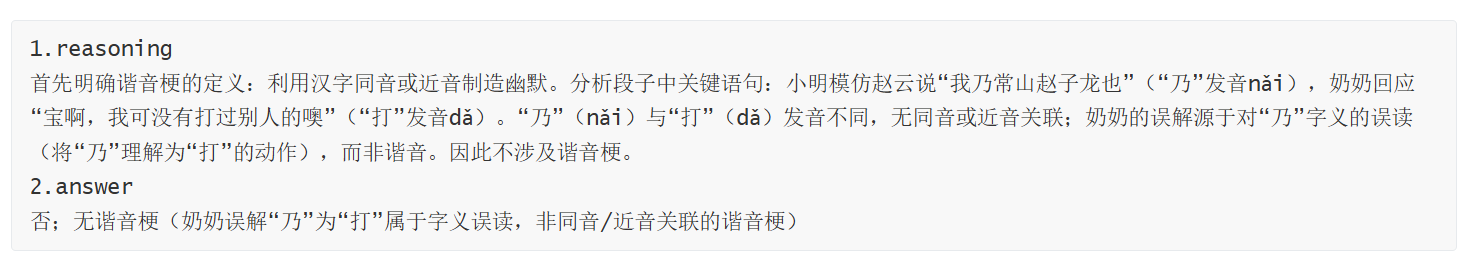 1.reasoning
首先明确谐音梗的定义：利用汉字同音或近音制造幽默。分析段子中关键语句：小明模仿赵云说“我乃常山赵子龙也”（“乃”发音nǎi），奶奶回应
“宝啊，我可没有打过别人的噢”（“打”发音dǎ）。“乃”（nǎi）与“打”（dǎ）发音不同，无同音或近音关联；奶奶的误解源于对“乃”字义的误读
（将“乃”理解为“打”的动作），而非谐音。因此不涉及谐音梗。
2.answer
否；无谐音梗（奶奶误解“乃”为“打”属于字义误读，非同音/近音关联的谐音梗）